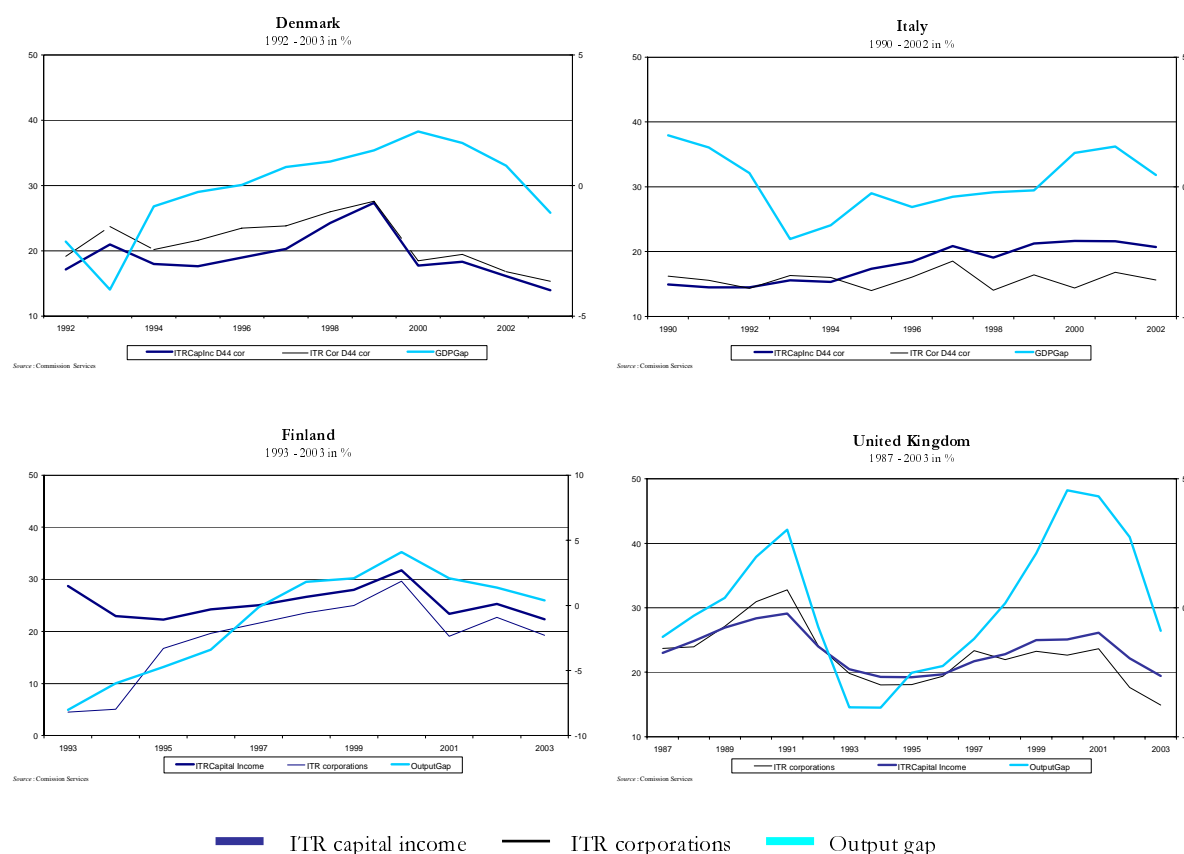 Denmark
1992 - 2003 in %
50
40
30
20
10
5
0
-5
1992 1994 1996 1998 2000 2002
ITRCapInc D44 cor ITR Cor D44 cor GDPGap
Source : Commission Services
Italy
1990 - 2002 in %
50
40
30
20
10
1990 1992 1994 1996 1998 2000 2002
ITRCapInc D44 cor ITR Cor D44 cor GDPGap
Source : Comission Services
Finland
1993 - 2003 in %
50
40
30
20
10
0
10
5
0
-5
-10
1993 1995 1997 1999 2001 2003
ITRCapital Income ITR corporations OutputGap
Source : Comission Services
United Kingdom
1987 - 2003 in %
50
40
30
20
10
1987 1989 1991 1993 1995 1997 1999 2001 2003
ITR corporations ITRCapital Income OutputGap
Source : Comission Services
ITR capital income ITR corporations Output gap